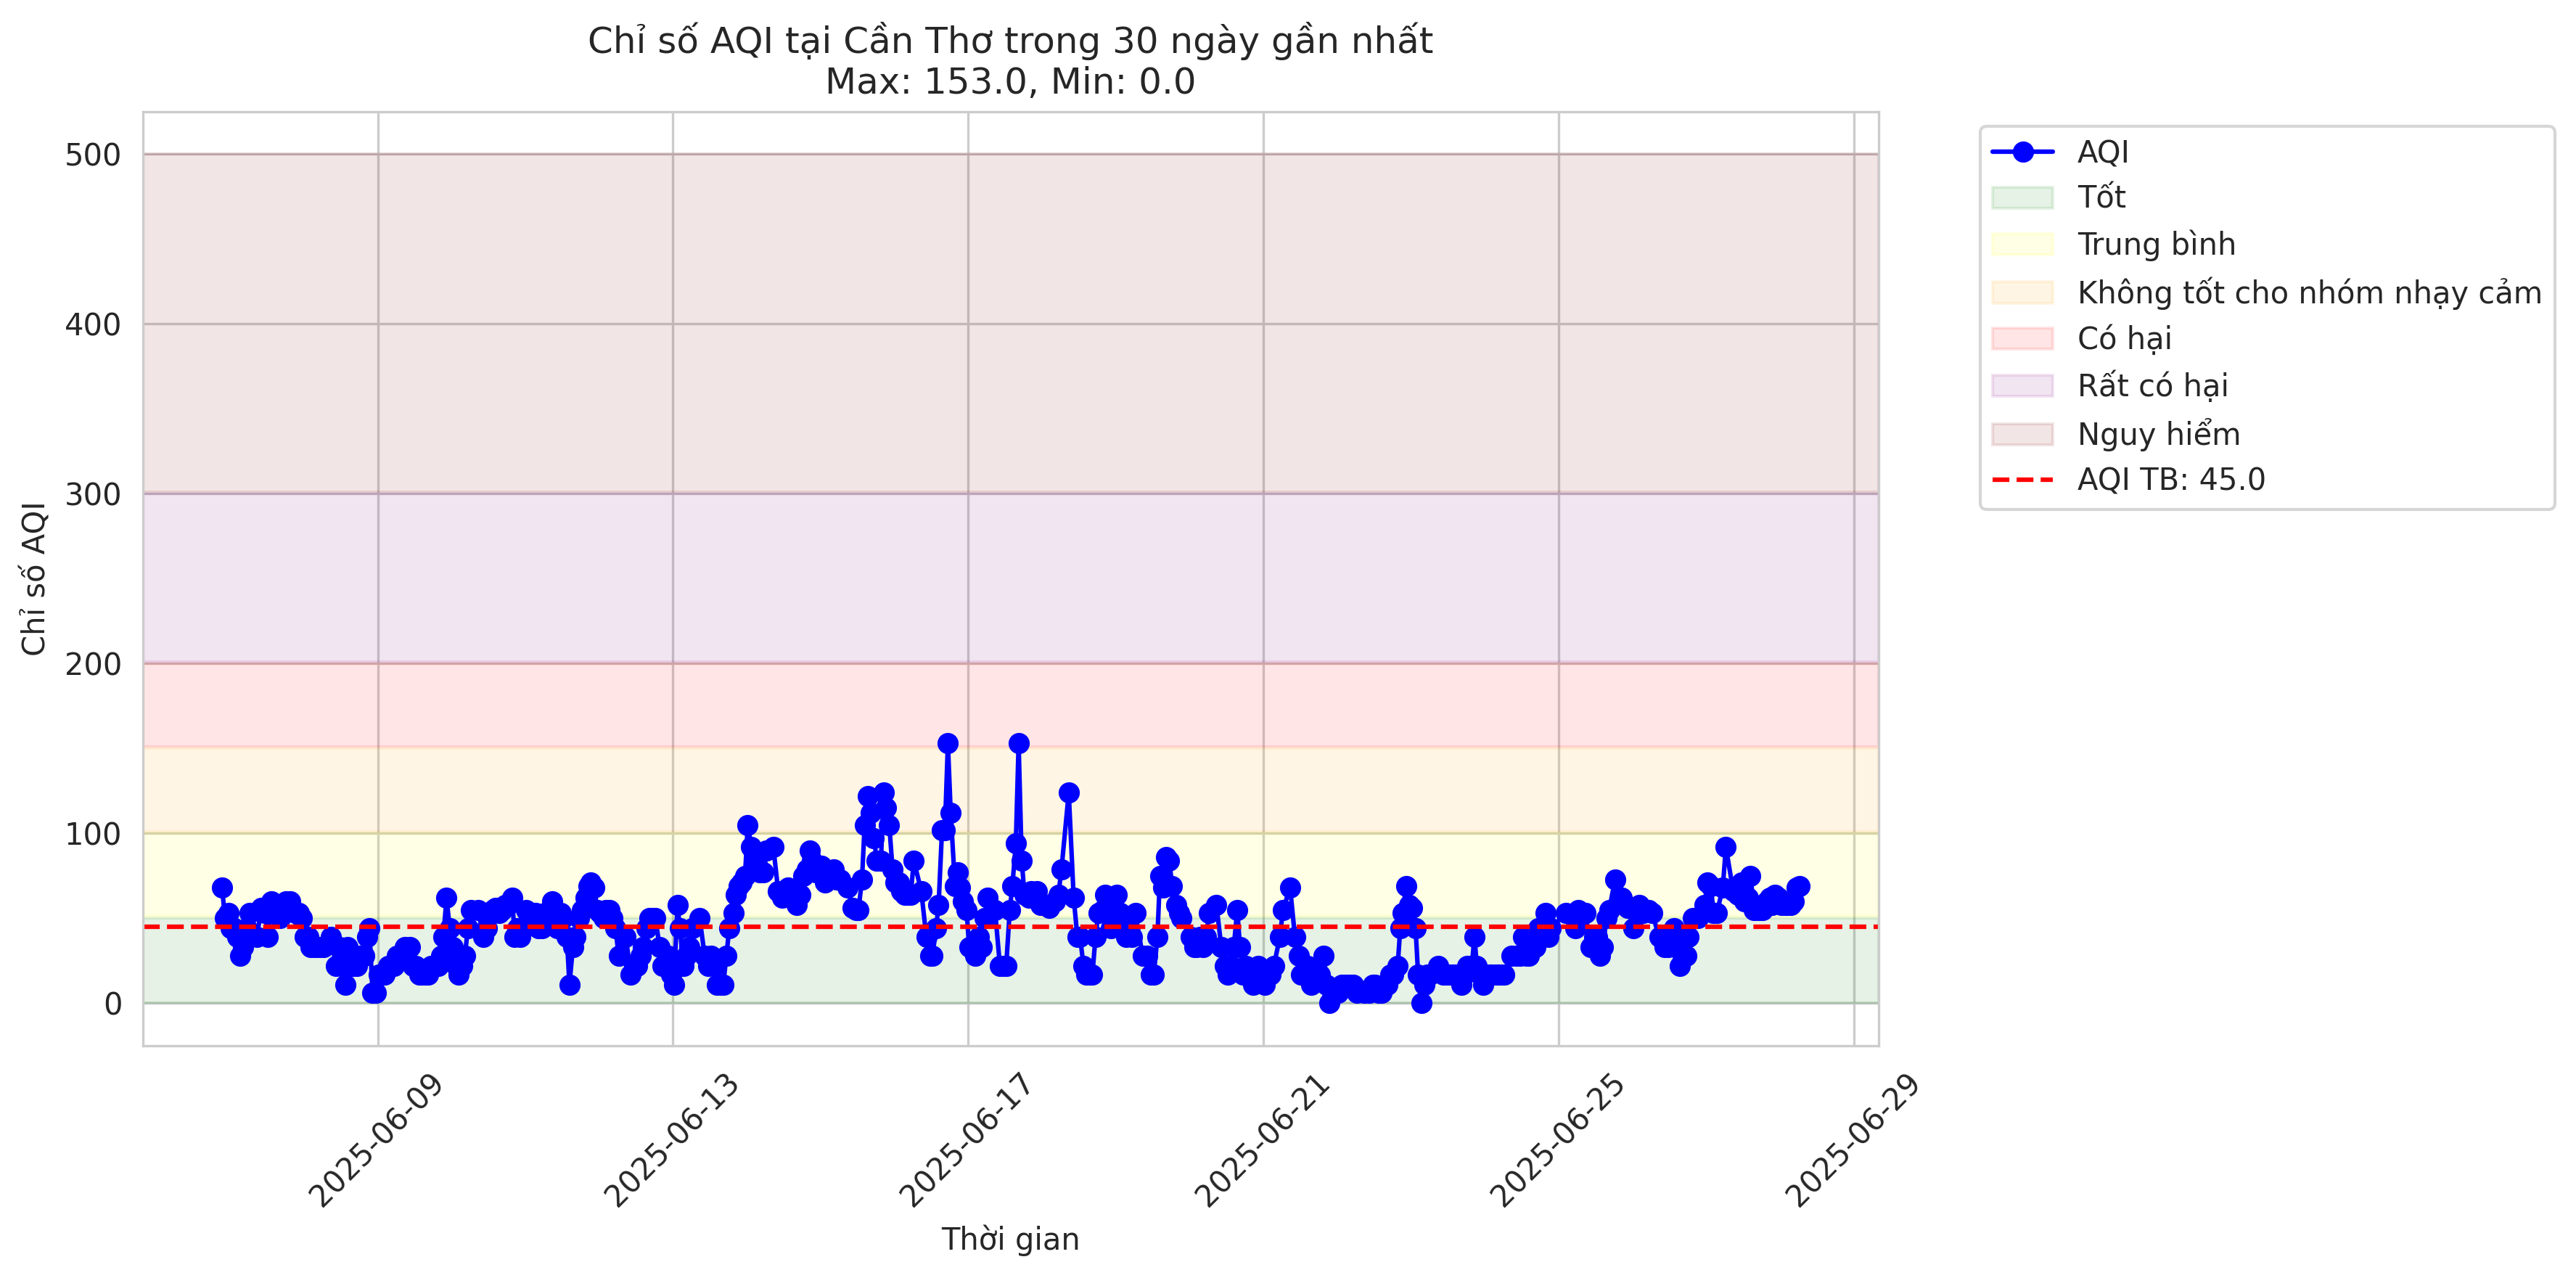 Chỉ số AQI tại Cần Thơ trong 30 ngày gần nhất
Max: 153.0, Min: 0.0
Chỉ số AQI
500
400
300
200
100
0
2025-06-09
2025-06-13
2025-06-17
2025-06-21
2025-06-25
2025-06-29
Thời gian
AQI
Tốt
Trung bình
Không tốt cho nhóm nhạy cảm
Có hại
Rất có hại
Nguy hiểm
AQI TB: 45.0